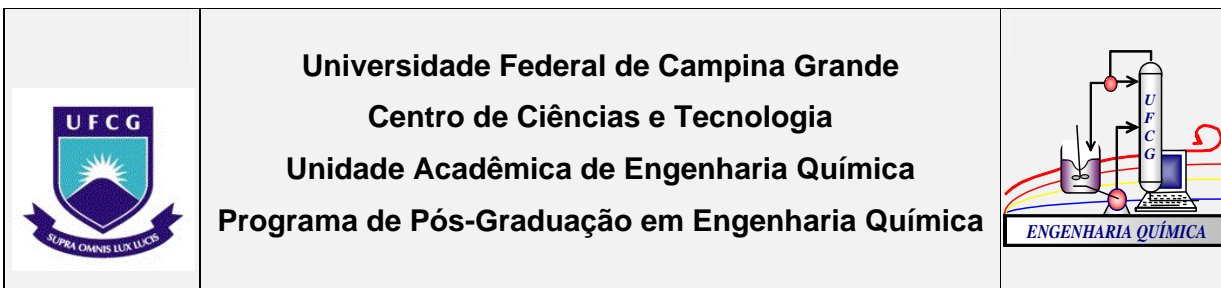 UFCG
SUPRA OMNIS LUX LUCIS
Universidade Federal de Campina Grande
Centro de Ciências e Tecnologia
Unidade Acadêmica de Engenharia Química
Programa de Pós-Graduação em Engenharia Química
UFCG
ENGENHARIA QUÍMICA